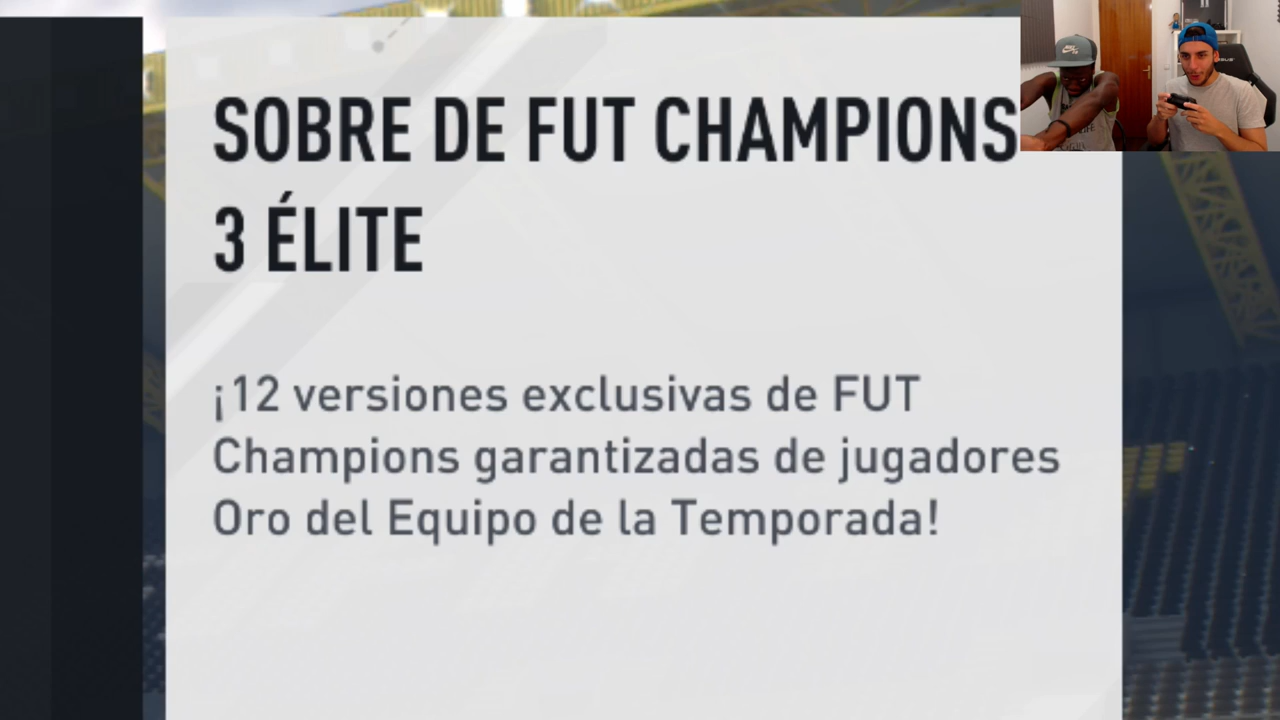 SOBRE DE FUT CHAMPIONS
3 ÉLITE
¡12 versiones exclusivas de FUT
Champions garantizadas de jugadores
Oro del Equipo de la Temporada!